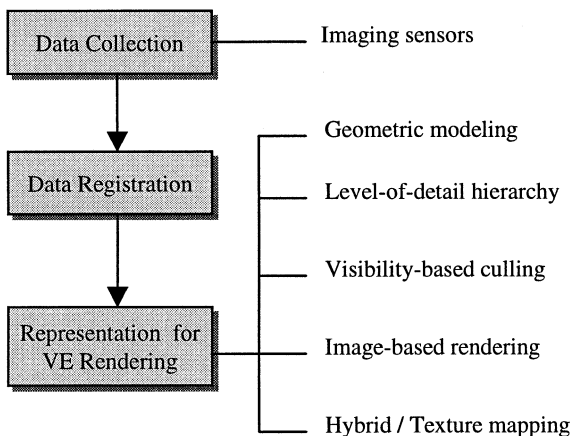 Data Collection
Imaging sensors
Data Registration
Geometric modeling
Level-of-detail hierarchy
Visibility-based culling
Representation for
VE Rendering
Image-based rendering
Hybrid / Texture mapping